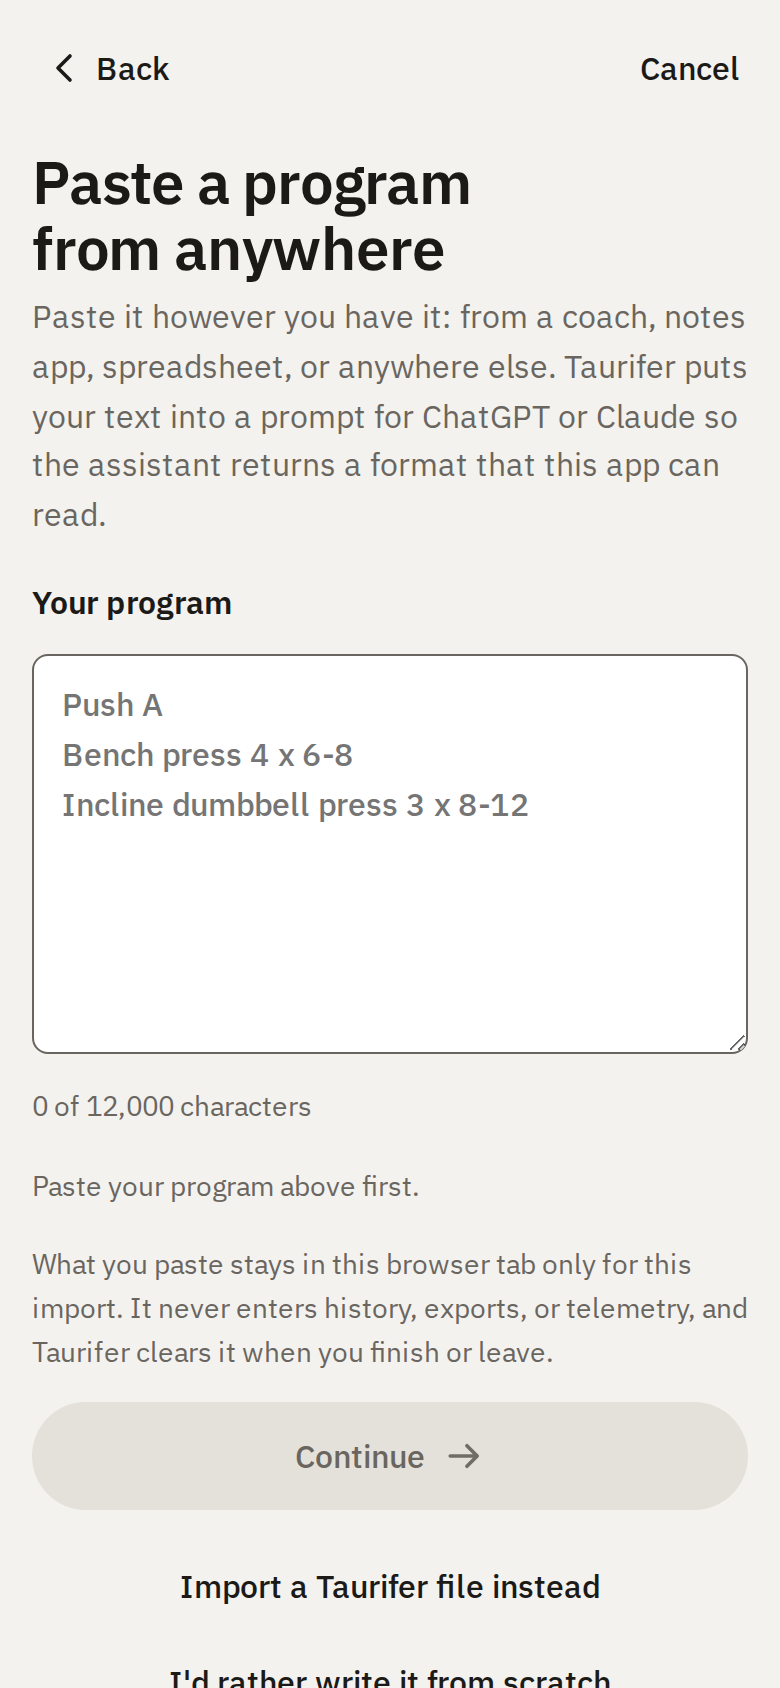 Back
Cancel
Paste a program
from anywhere
Paste it however you have it: from a coach, notes
app, spreadsheet, or anywhere else. Taurifer puts
your text into a prompt for ChatGPT or Claude so
the assistant returns a format that this app can
read.
Your program
Push A
Bench press 4 x 6-8
Incline dumbbell press 3 x 8-12
0 of 12,000 characters
Paste your program above first.
What you paste stays in this browser tab only for this
import. It never enters history, exports, or telemetry, and
Taurifer clears it when you finish or leave.
Continue
Import a Taurifer file instead
I'd rather write it from scratch